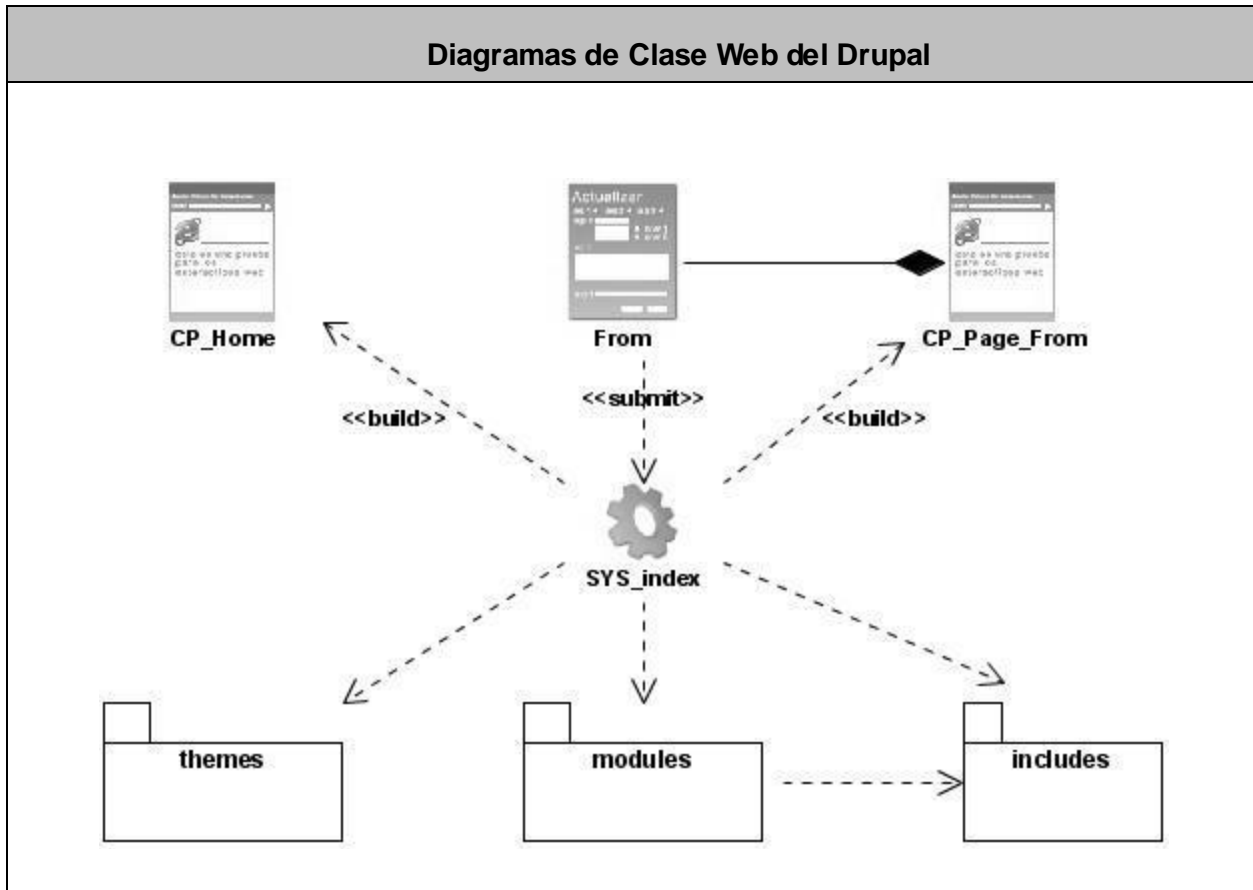 Diagramas de Clase Web del Drupal
Actualizar
CP_Home
From
CP_Page_From
<<submit>>
<<build>>
<<build>>
SYS_index
themes
modules
includes